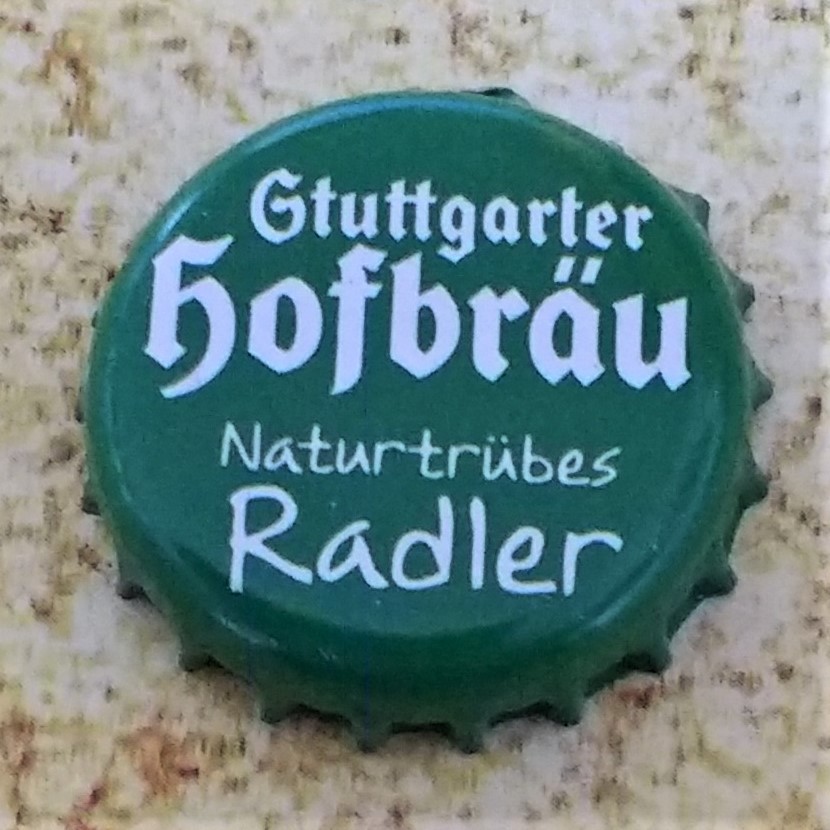 Stuttgarter
Hofbräu
Naturtrübes
Radler